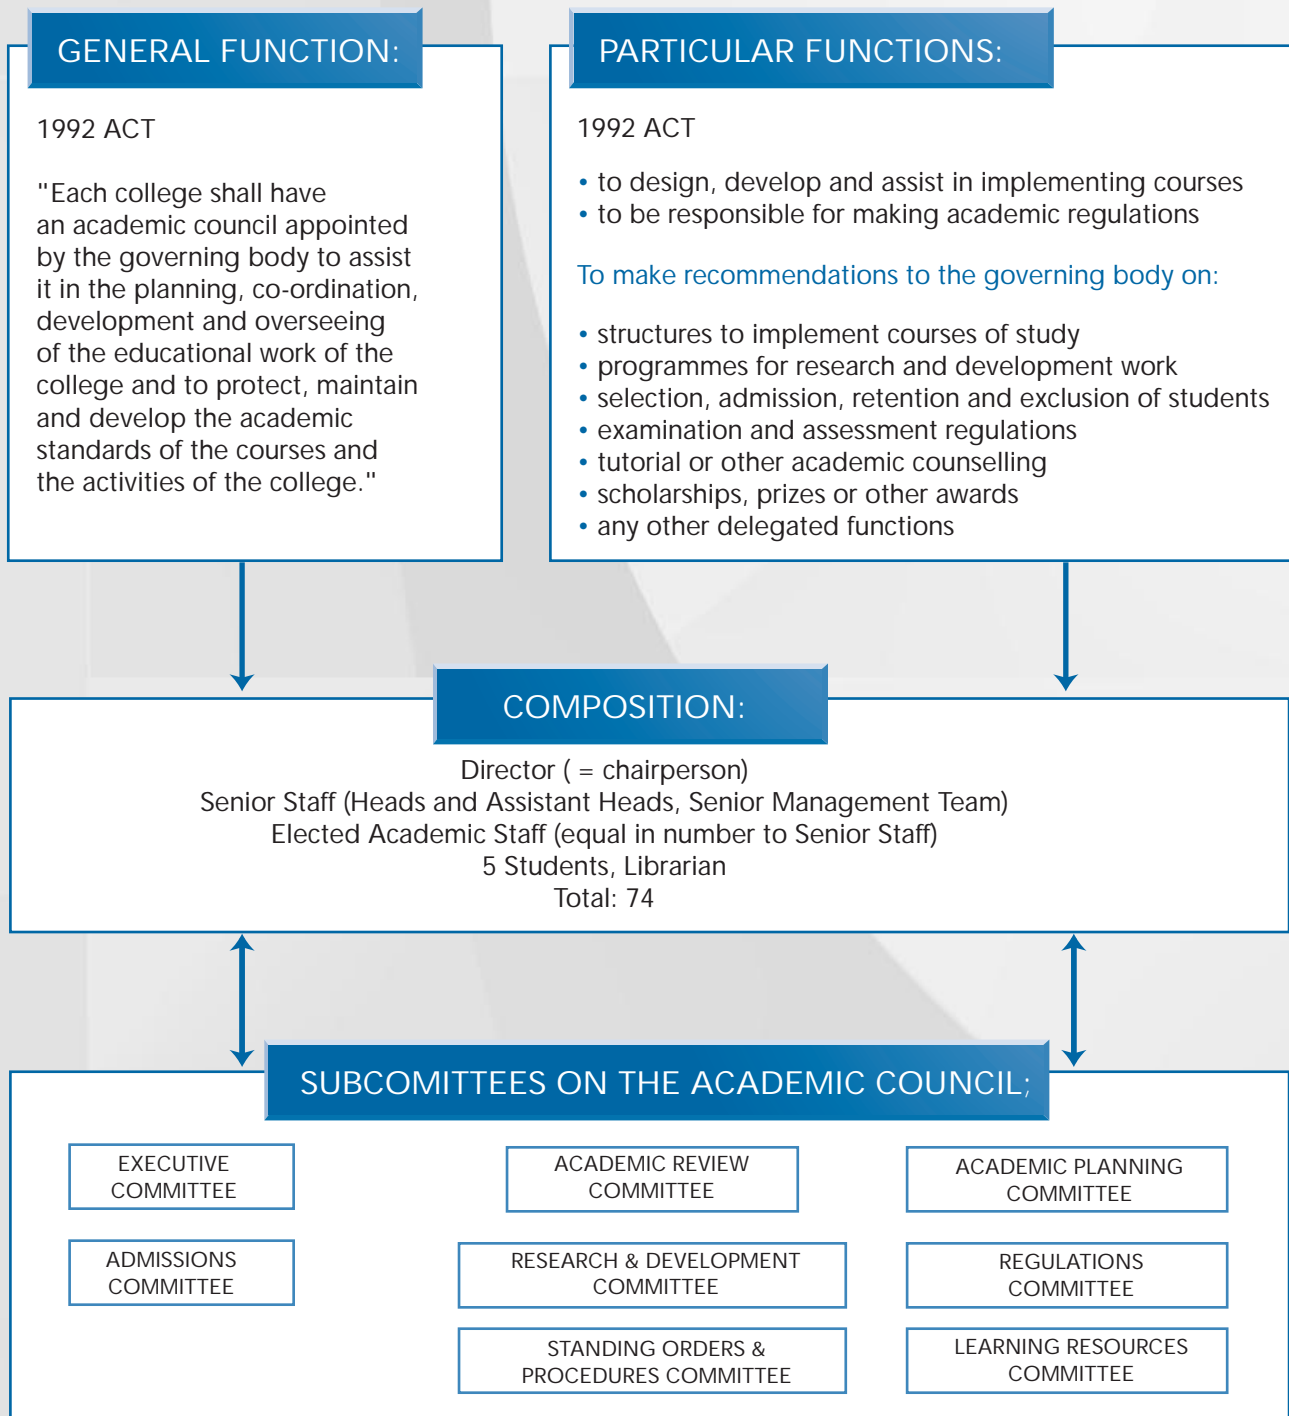 GENERAL FUNCTION:
1992 ACT
"Each college shall have
an academic council appointed
by the governing body to assist
it in the planning, co-ordination,
development and overseeing
of the educational work of the
college and to protect, maintain
and develop the academic
standards of the courses and
the activities of the college."
PARTICULAR FUNCTIONS:
1992 ACT
• to design, develop and assist in implementing courses
• to be responsible for making academic regulations
To make recommendations to the governing body on:
• structures to implement courses of study
• programmes for research and development work
• selection, admission, retention and exclusion of students
• examination and assessment regulations
• tutorial or other academic counselling
• scholarships, prizes or other awards
• any other delegated functions
COMPOSITION:
Director ( = chairperson)
Senior Staff (Heads and Assistant Heads, Senior Management Team)
Elected Academic Staff (equal in number to Senior Staff)
5 Students, Librarian
Total: 74
SUBCOMITTEES ON THE ACADEMIC COUNCIL;
EXECUTIVE
COMMITTEE
ACADEMIC REVIEW
COMMITTEE
ACADEMIC PLANNING
COMMITTEE
ADMISSIONS
COMMITTEE
RESEARCH & DEVELOPMENT
COMMITTEE
REGULATIONS
COMMITTEE
STANDING ORDERS &
PROCEDURES COMMITTEE
LEARNING RESOURCES
COMMITTEE